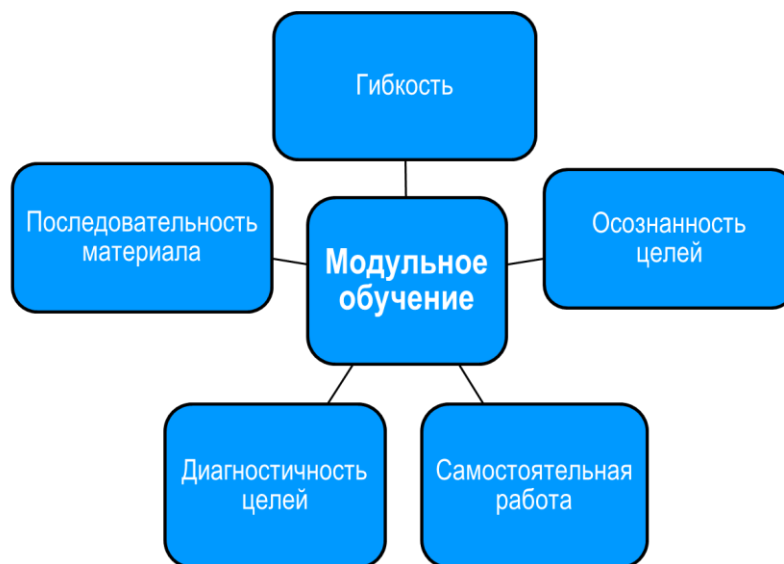 Гибкость
Последовательность
материала
Модульное
обучение
Осознанность
целей
Диагностичность
целей
Самостоятельная
работа